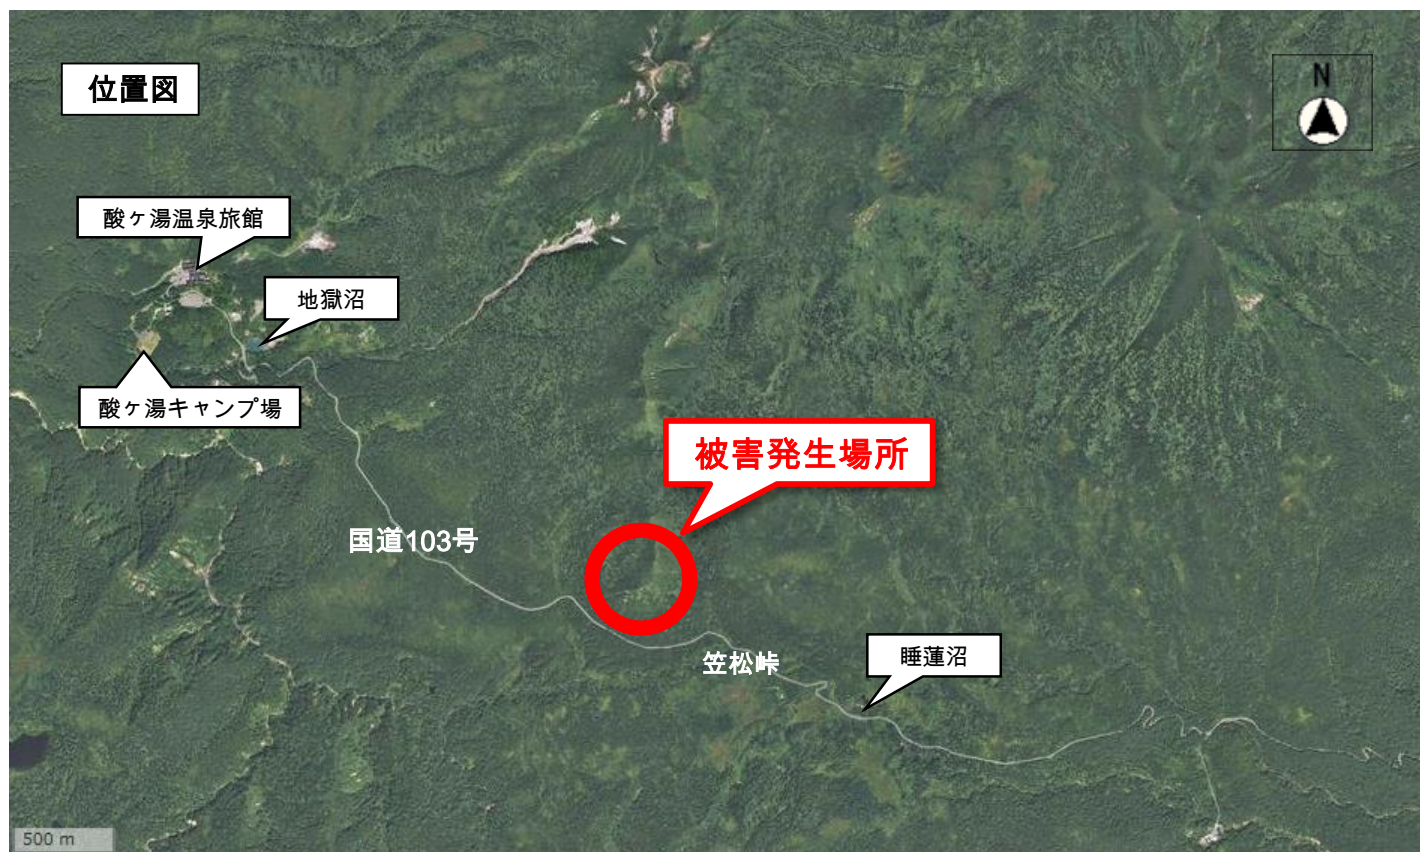 位置図
N
酸ヶ湯温泉旅館
地獄沼
酸ヶ湯キャンプ場
被害発生場所
国道103号
笠松峠
睡蓮沼
500 m